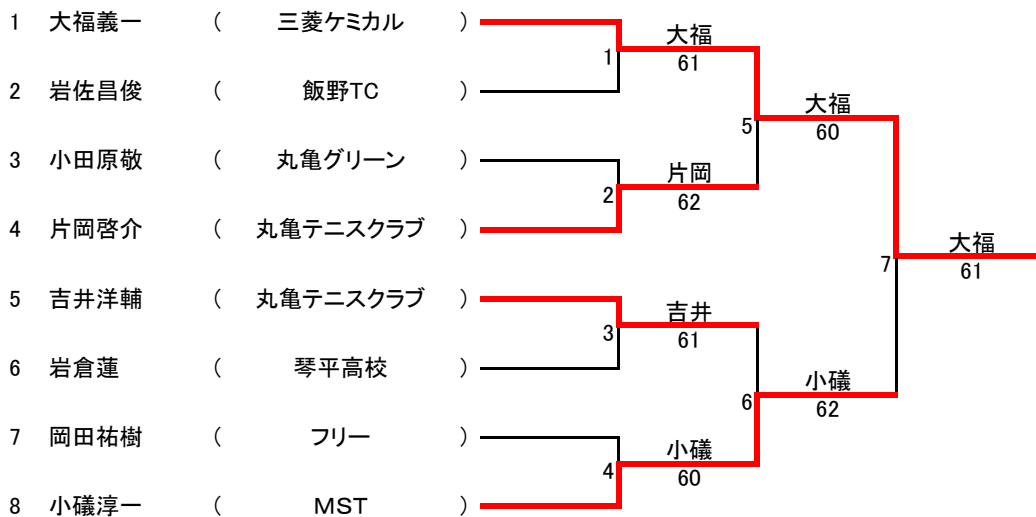 1 大福義一 ( 三菱ケミカル )
大福
1
61
2 岩佐昌俊 ( 飯野TC )
大福
5
60
3 小田原敬 ( 丸亀グリーン )
片岡
2
62
4 片岡啓介 ( 丸亀テニスクラブ )
大福
7
61
5 吉井洋輔 ( 丸亀テニスクラブ )
吉井
3
61
6 岩倉蓮 ( 琴平高校 )
小礒
6
62
7 岡田祐樹 ( フリー )
小礒
4
60
8 小礒淳一 ( MST )